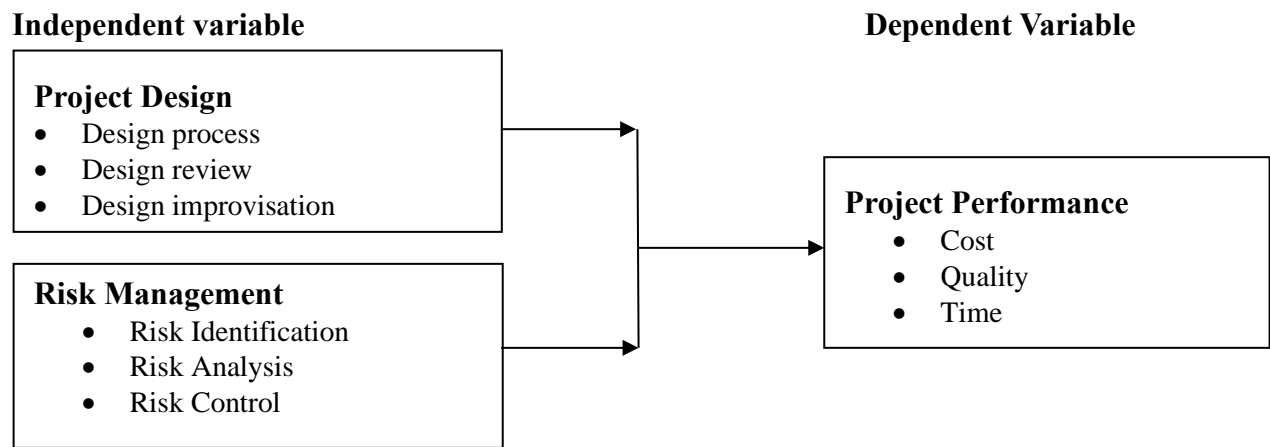 Independent variable
Dependent Variable
Project Design
• Design process
• Design review
• Design improvisation
Risk Management
• Risk Identification
• Risk Analysis
• Risk Control
Project Performance
• Cost
• Quality
• Time